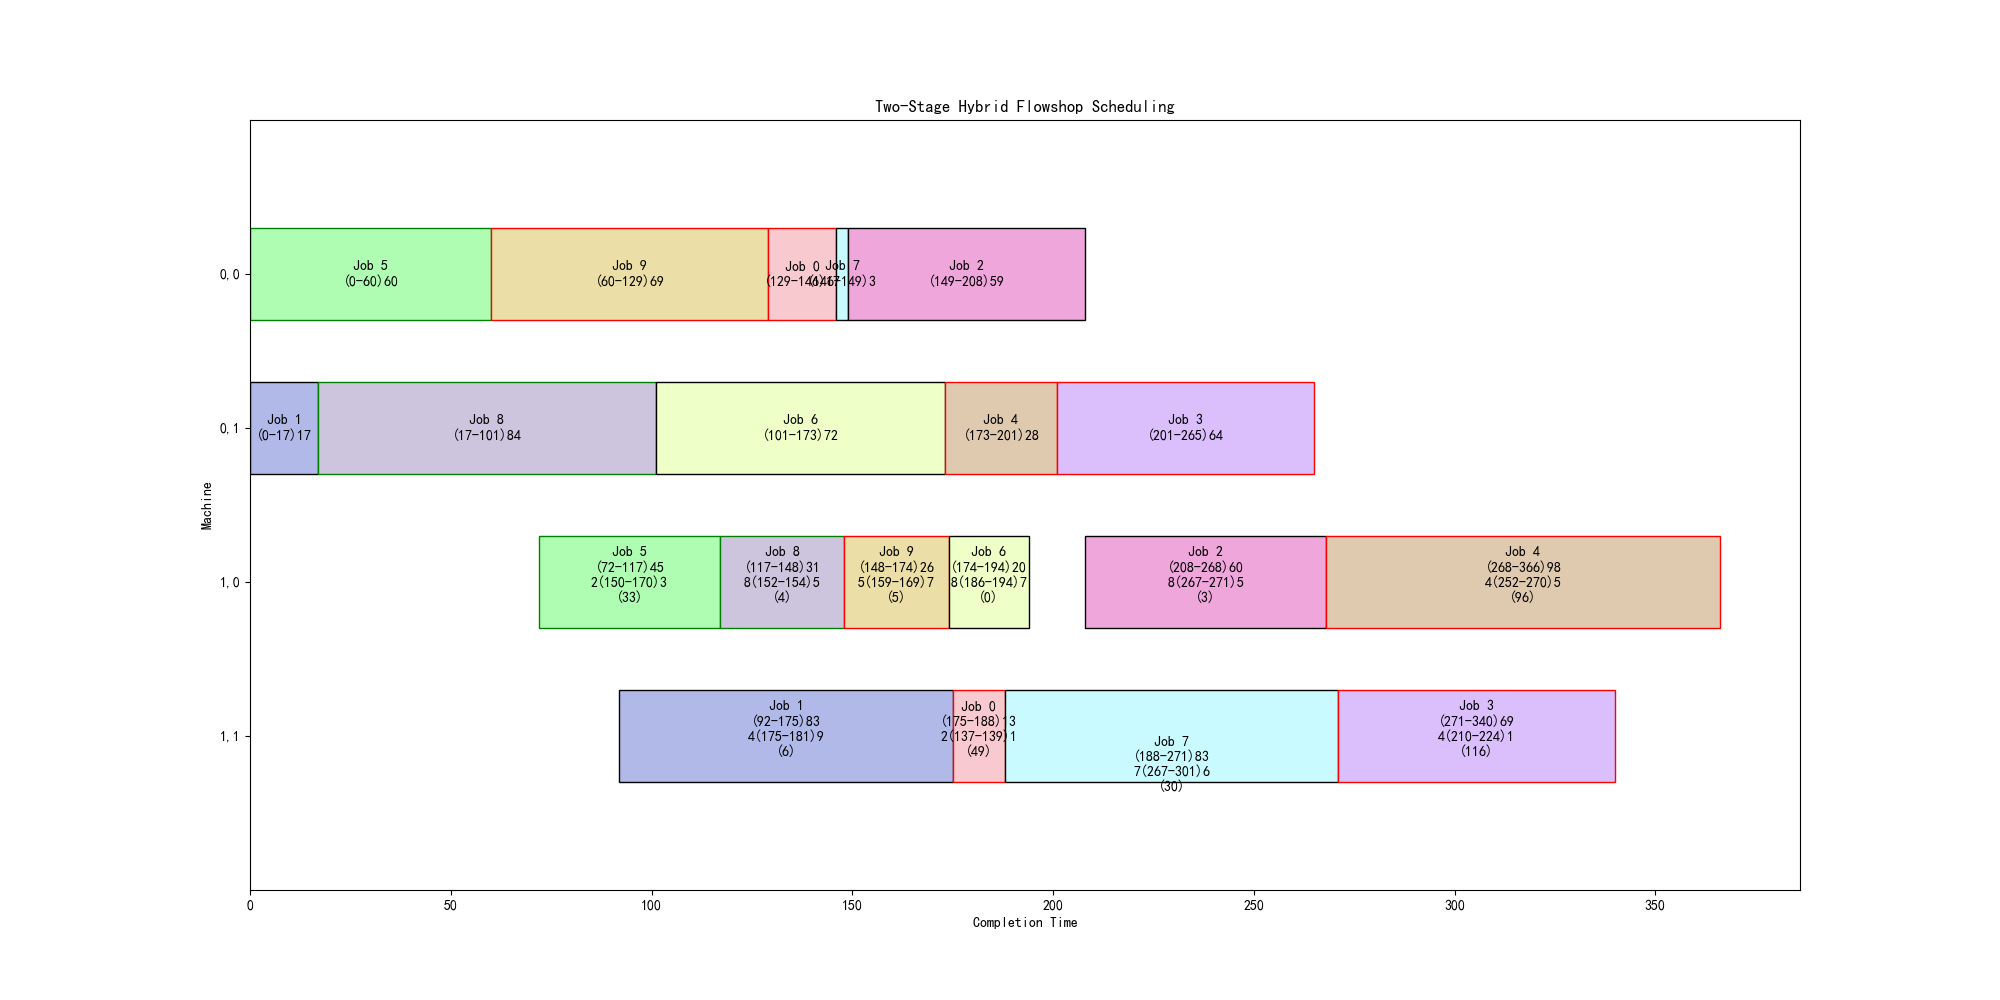 Two-Stage Hybrid Flowshop Scheduling
0,0
Job 5
(0-60)60
Job 9
(60-129)69
Job 0
(129-146)17
Job 7
(146-149)3
Job 2
(149-208)59
0,1
Job 1
(0-17)17
Job 8
(17-101)84
Job 6
(101-173)72
Job 4
(173-201)28
Job 3
(201-265)64
Machine
1,0
Job 5
(72-117)45
2(150-170)3
(33)
Job 8
(117-148)31
8(152-154)5
(4)
Job 9
(148-174)26
5(159-169)7
(5)
Job 6
(174-194)20
8(186-194)7
(0)
Job 2
(208-268)60
8(267-271)5
(3)
Job 4
(268-366)98
4(252-270)5
(96)
1,1
Job 1
(92-175)83
4(175-181)9
(6)
Job 0
(175-188)13
2(137-139)1
(49)
Job 7
(188-271)83
7(267-301)6
(30)
Job 3
(271-340)69
4(210-224)1
(116)
0
50
100
150
200
250
300
350
Completion Time